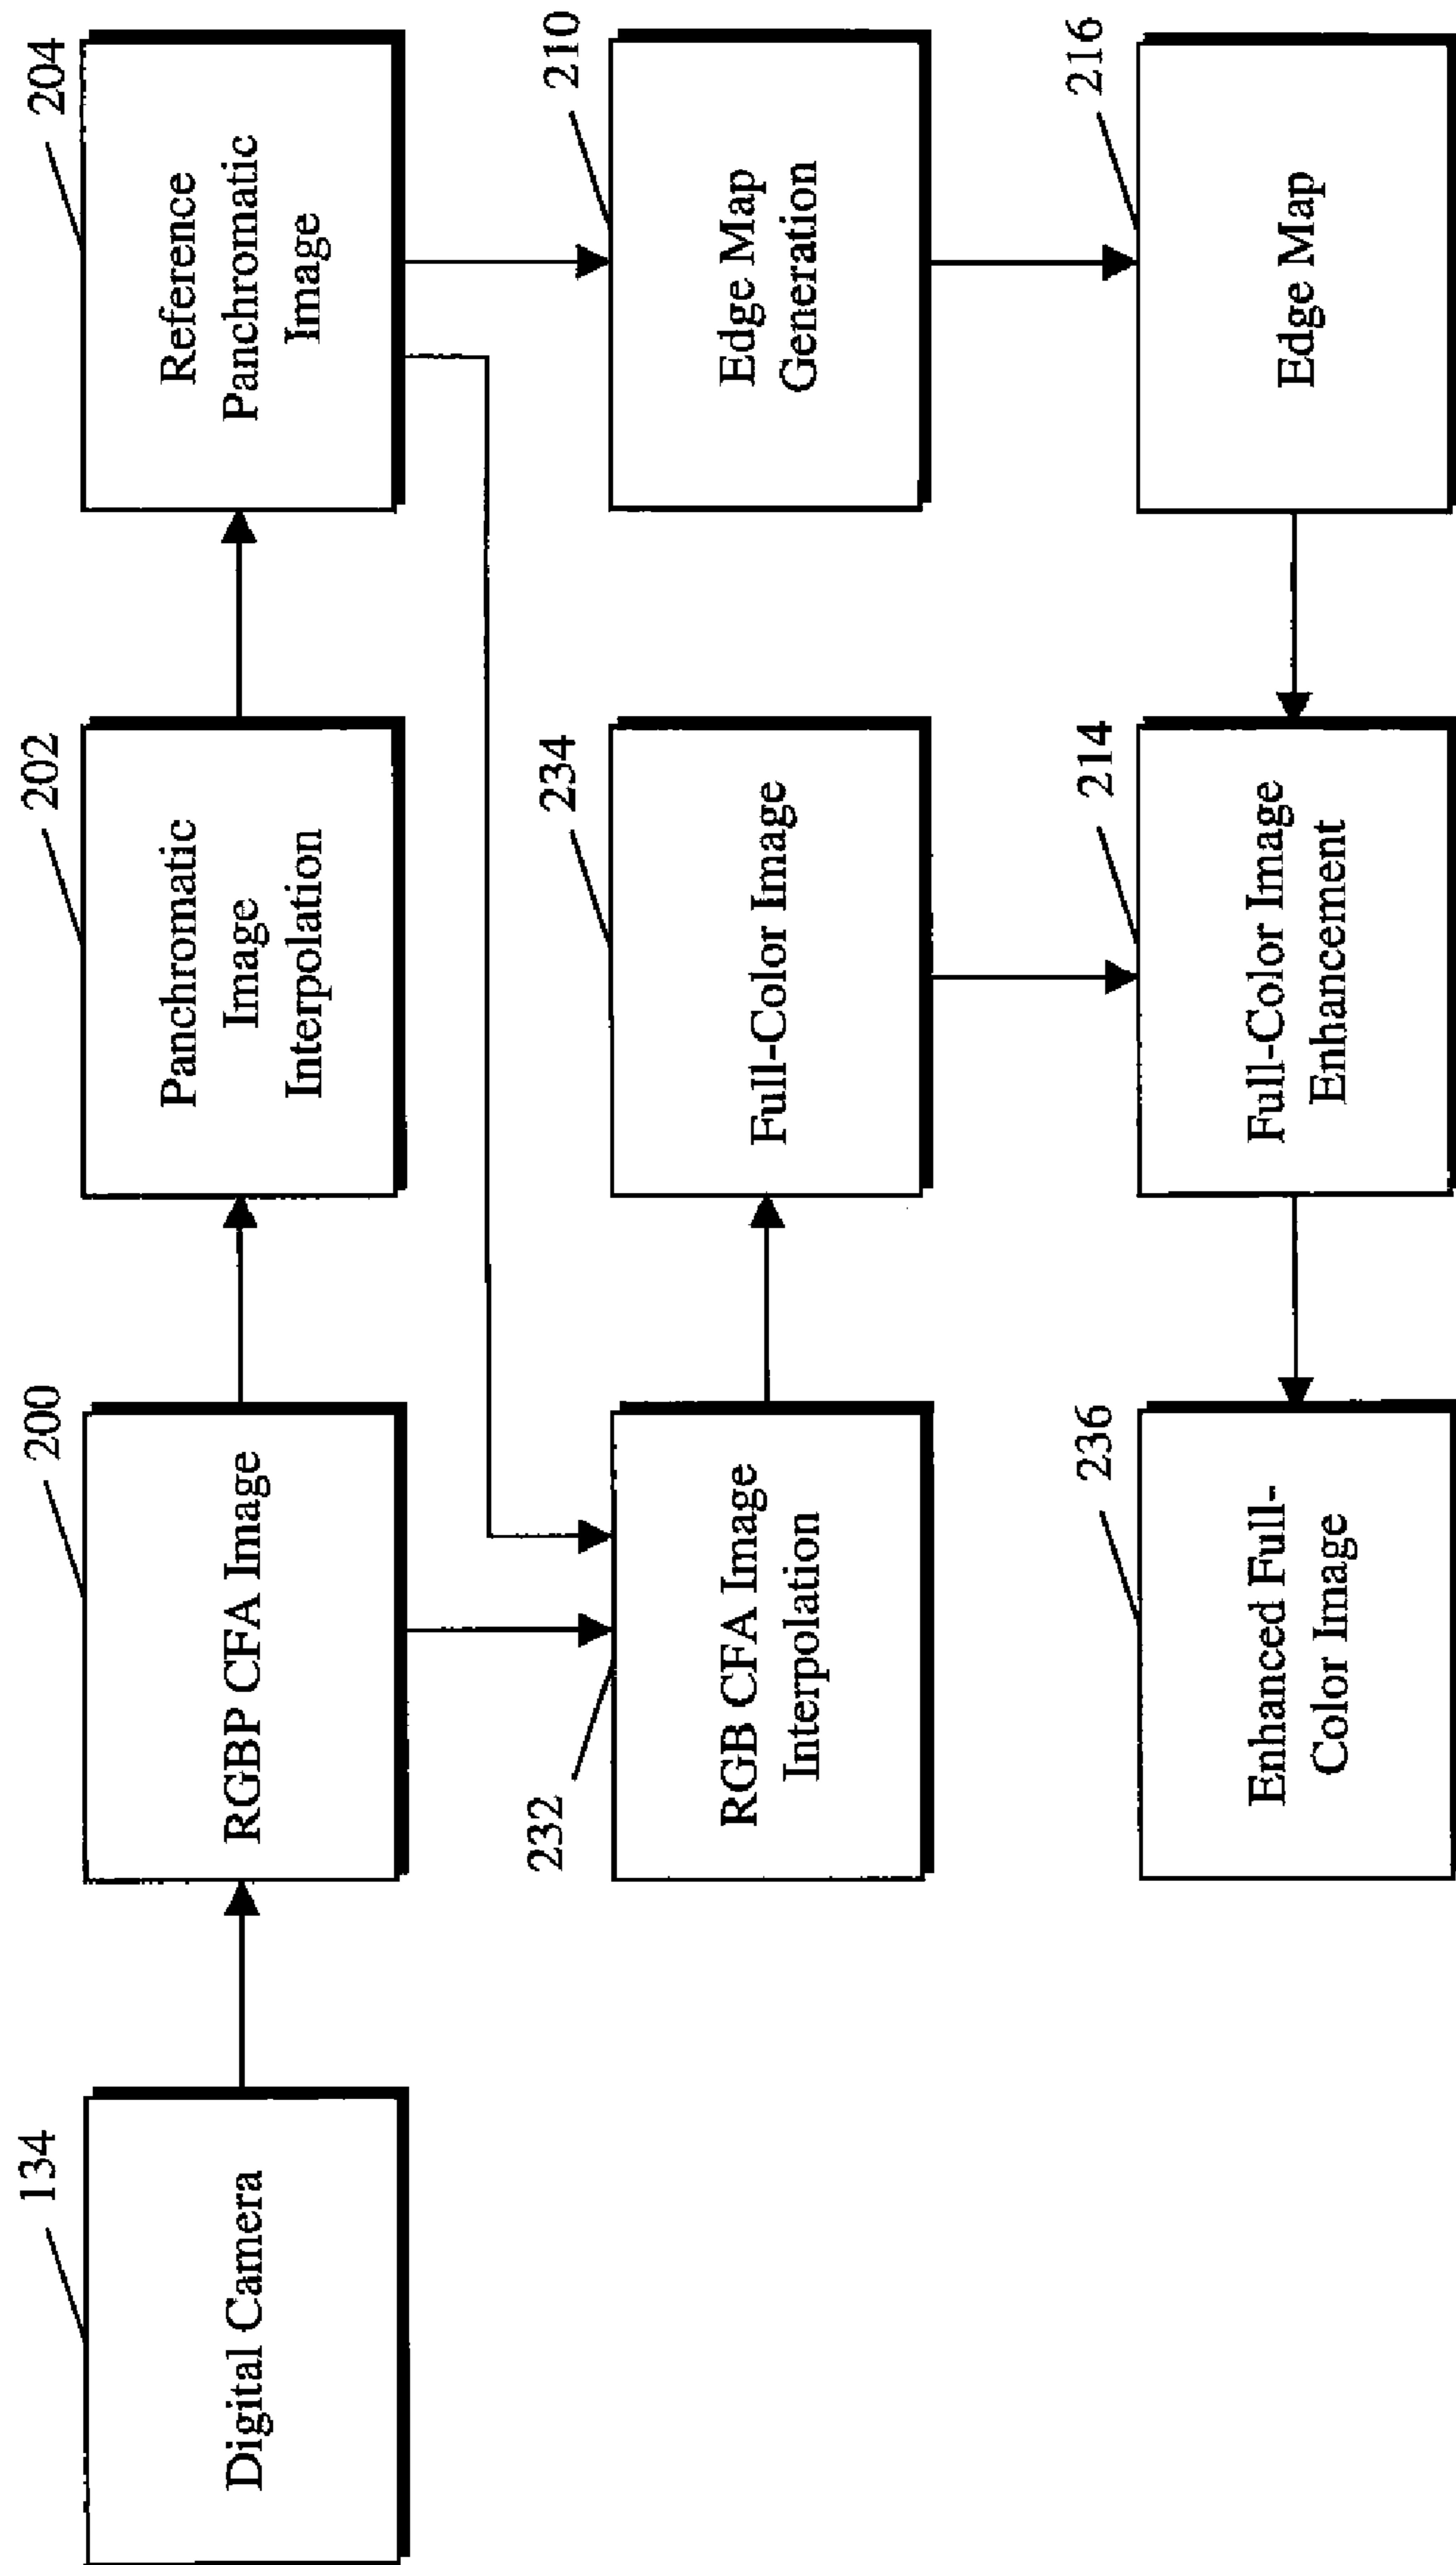 134
Digital Camera
200
RGBP CFA Image
202
Panchromatic
Image
Interpolation
204
Reference
Panchromatic
Image
232
RGB CFA Image
Interpolation
234
Full-Color Image
210
Edge Map
Generation
236
Enhanced Full-
Color Image
214
Full-Color Image
Enhancement
216
Edge Map